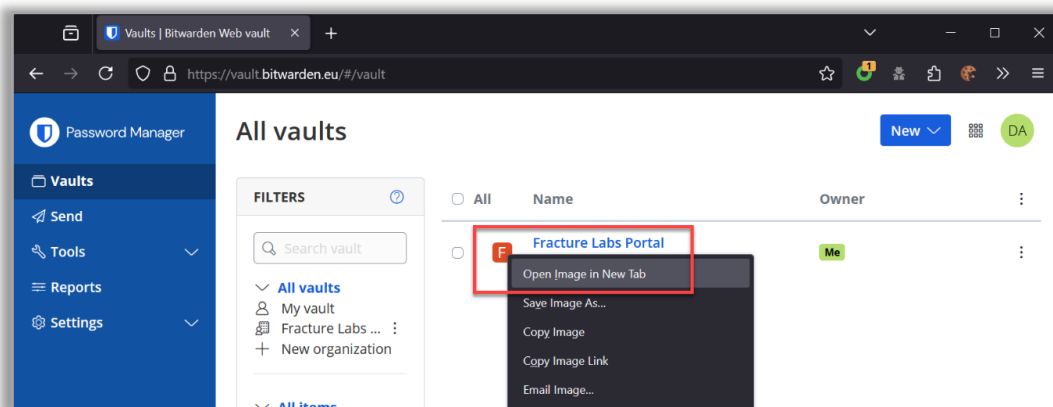 Vaults | Bitwarden Web vault
https://vault.bitwarden.eu/#/vault
1
Password Manager
Vaults
Send
Tools
Reports
Settings
All vaults
New
DA
FILTERS
Search vault
All vaults
My vault
Fracture Labs ...
New organization
All items
All Name Owner
F Fracture Labs Portal Me
Open Image in New Tab
Save Image As...
Copy Image
Copy Image Link
Email Image...